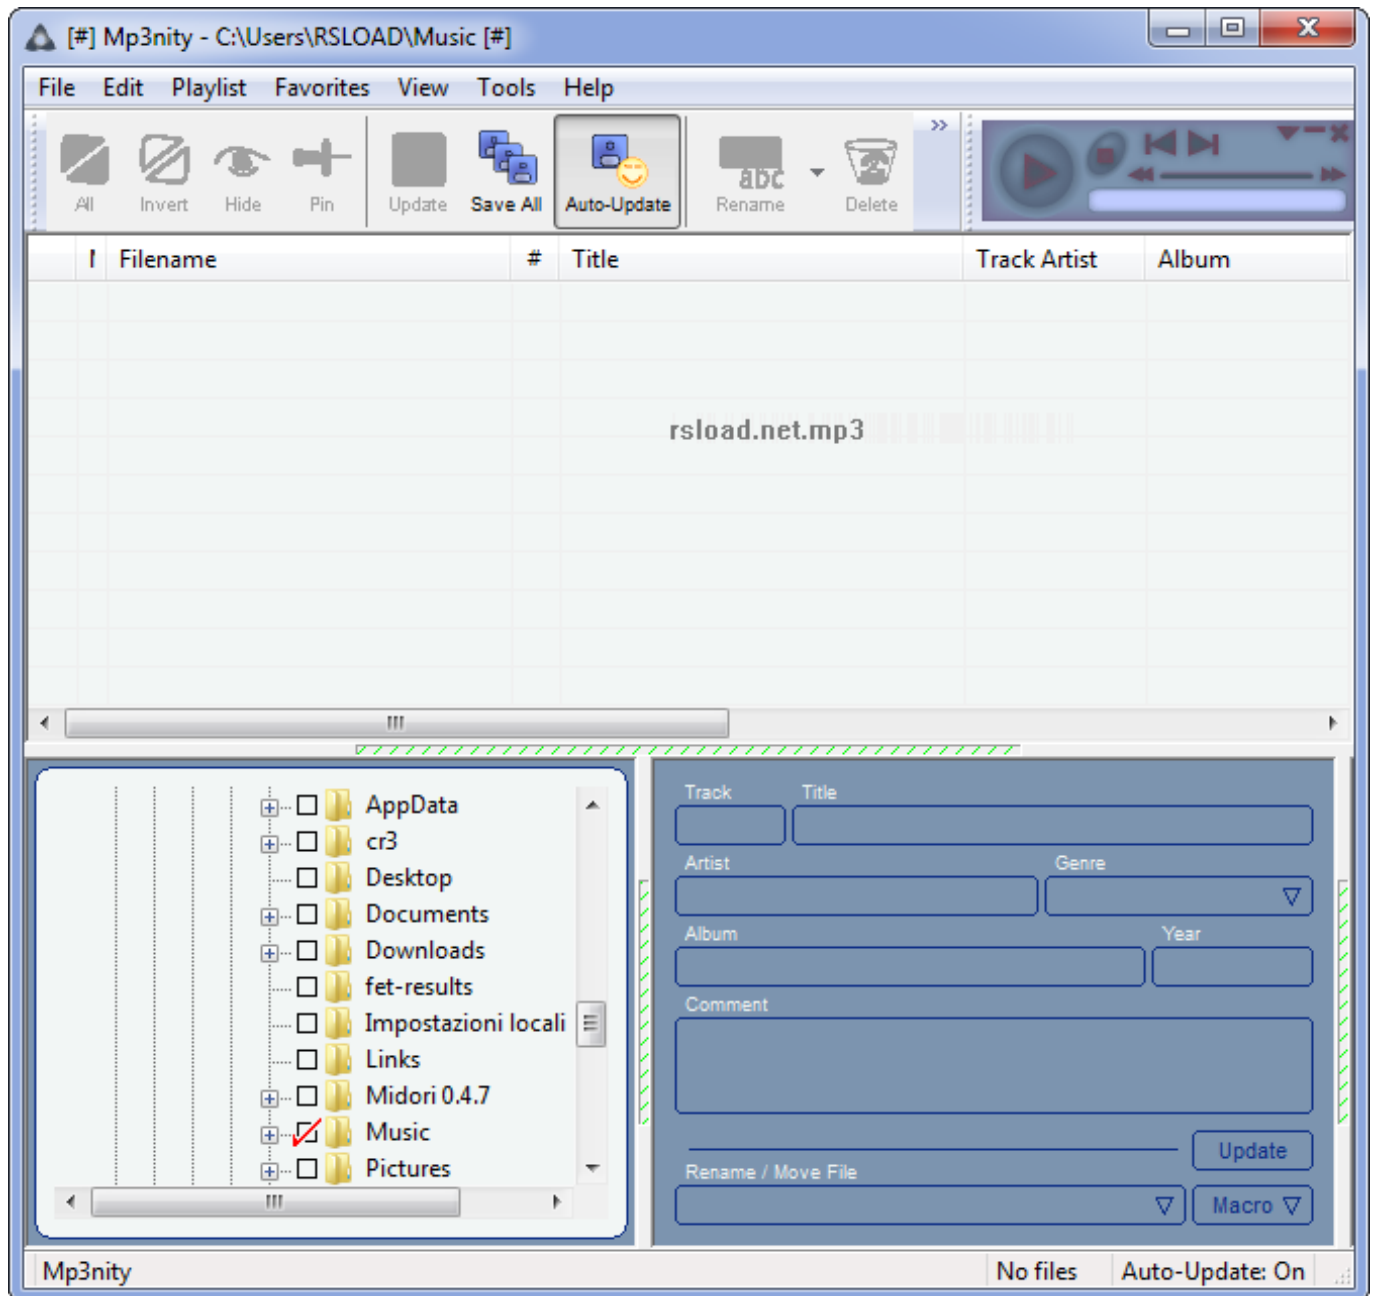 [#] Mp3nity - C:\Users\RSLOAD\Music [#]
File Edit Playlist Favorites View Tools Help
All Invert Hide Pin Update Save All Auto-Update abc Rename Delete
Filename # Title Track Artist Album
rsload.net.mp3
AppData
cr3
Desktop
Documents
Downloads
fet-results
Impostazioni locali
Links
Midori 0.4.7
Music
Pictures
Track Title
Artist Genre
Album Year
Comment
Update
Rename / Move File
Macro
Mp3nity No files Auto-Update: On